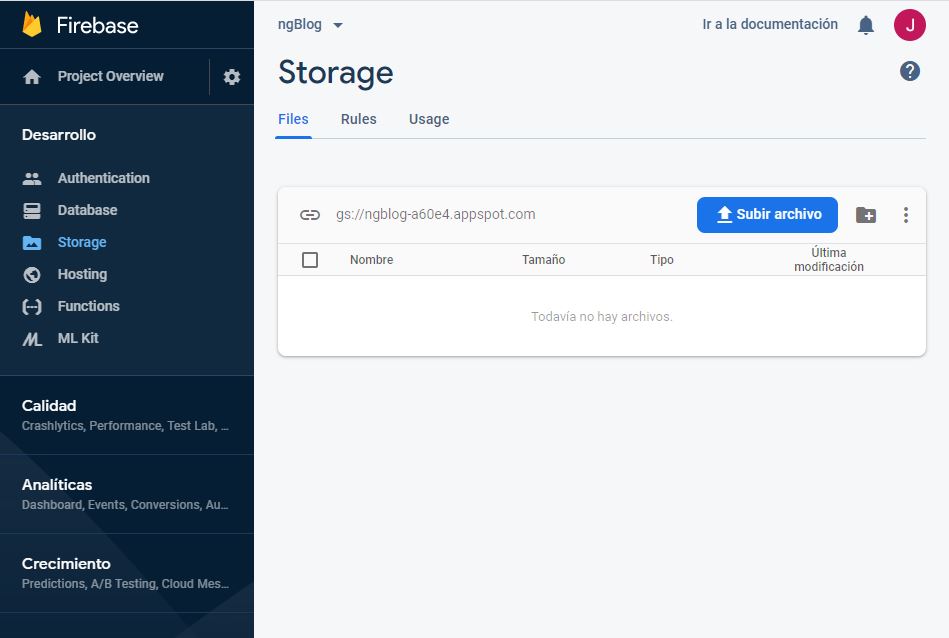 Firebase
Project Overview
Desarrollo
Authentication
Database
Storage
Hosting
Functions
ML Kit
Calidad
Crashlytics, Performance, Test Lab, ...
Analíticas
Dashboard, Events, Conversions, Au...
Crecimiento
Predictions, A/B Testing, Cloud Mes...
ngBlog
Ir a la documentación
J
Storage
?
Files Rules Usage
gs://ngblog-a60e4.appspot.com
Subir archivo
Nombre Tamaño Tipo Última
modificación
Todavía no hay archivos.